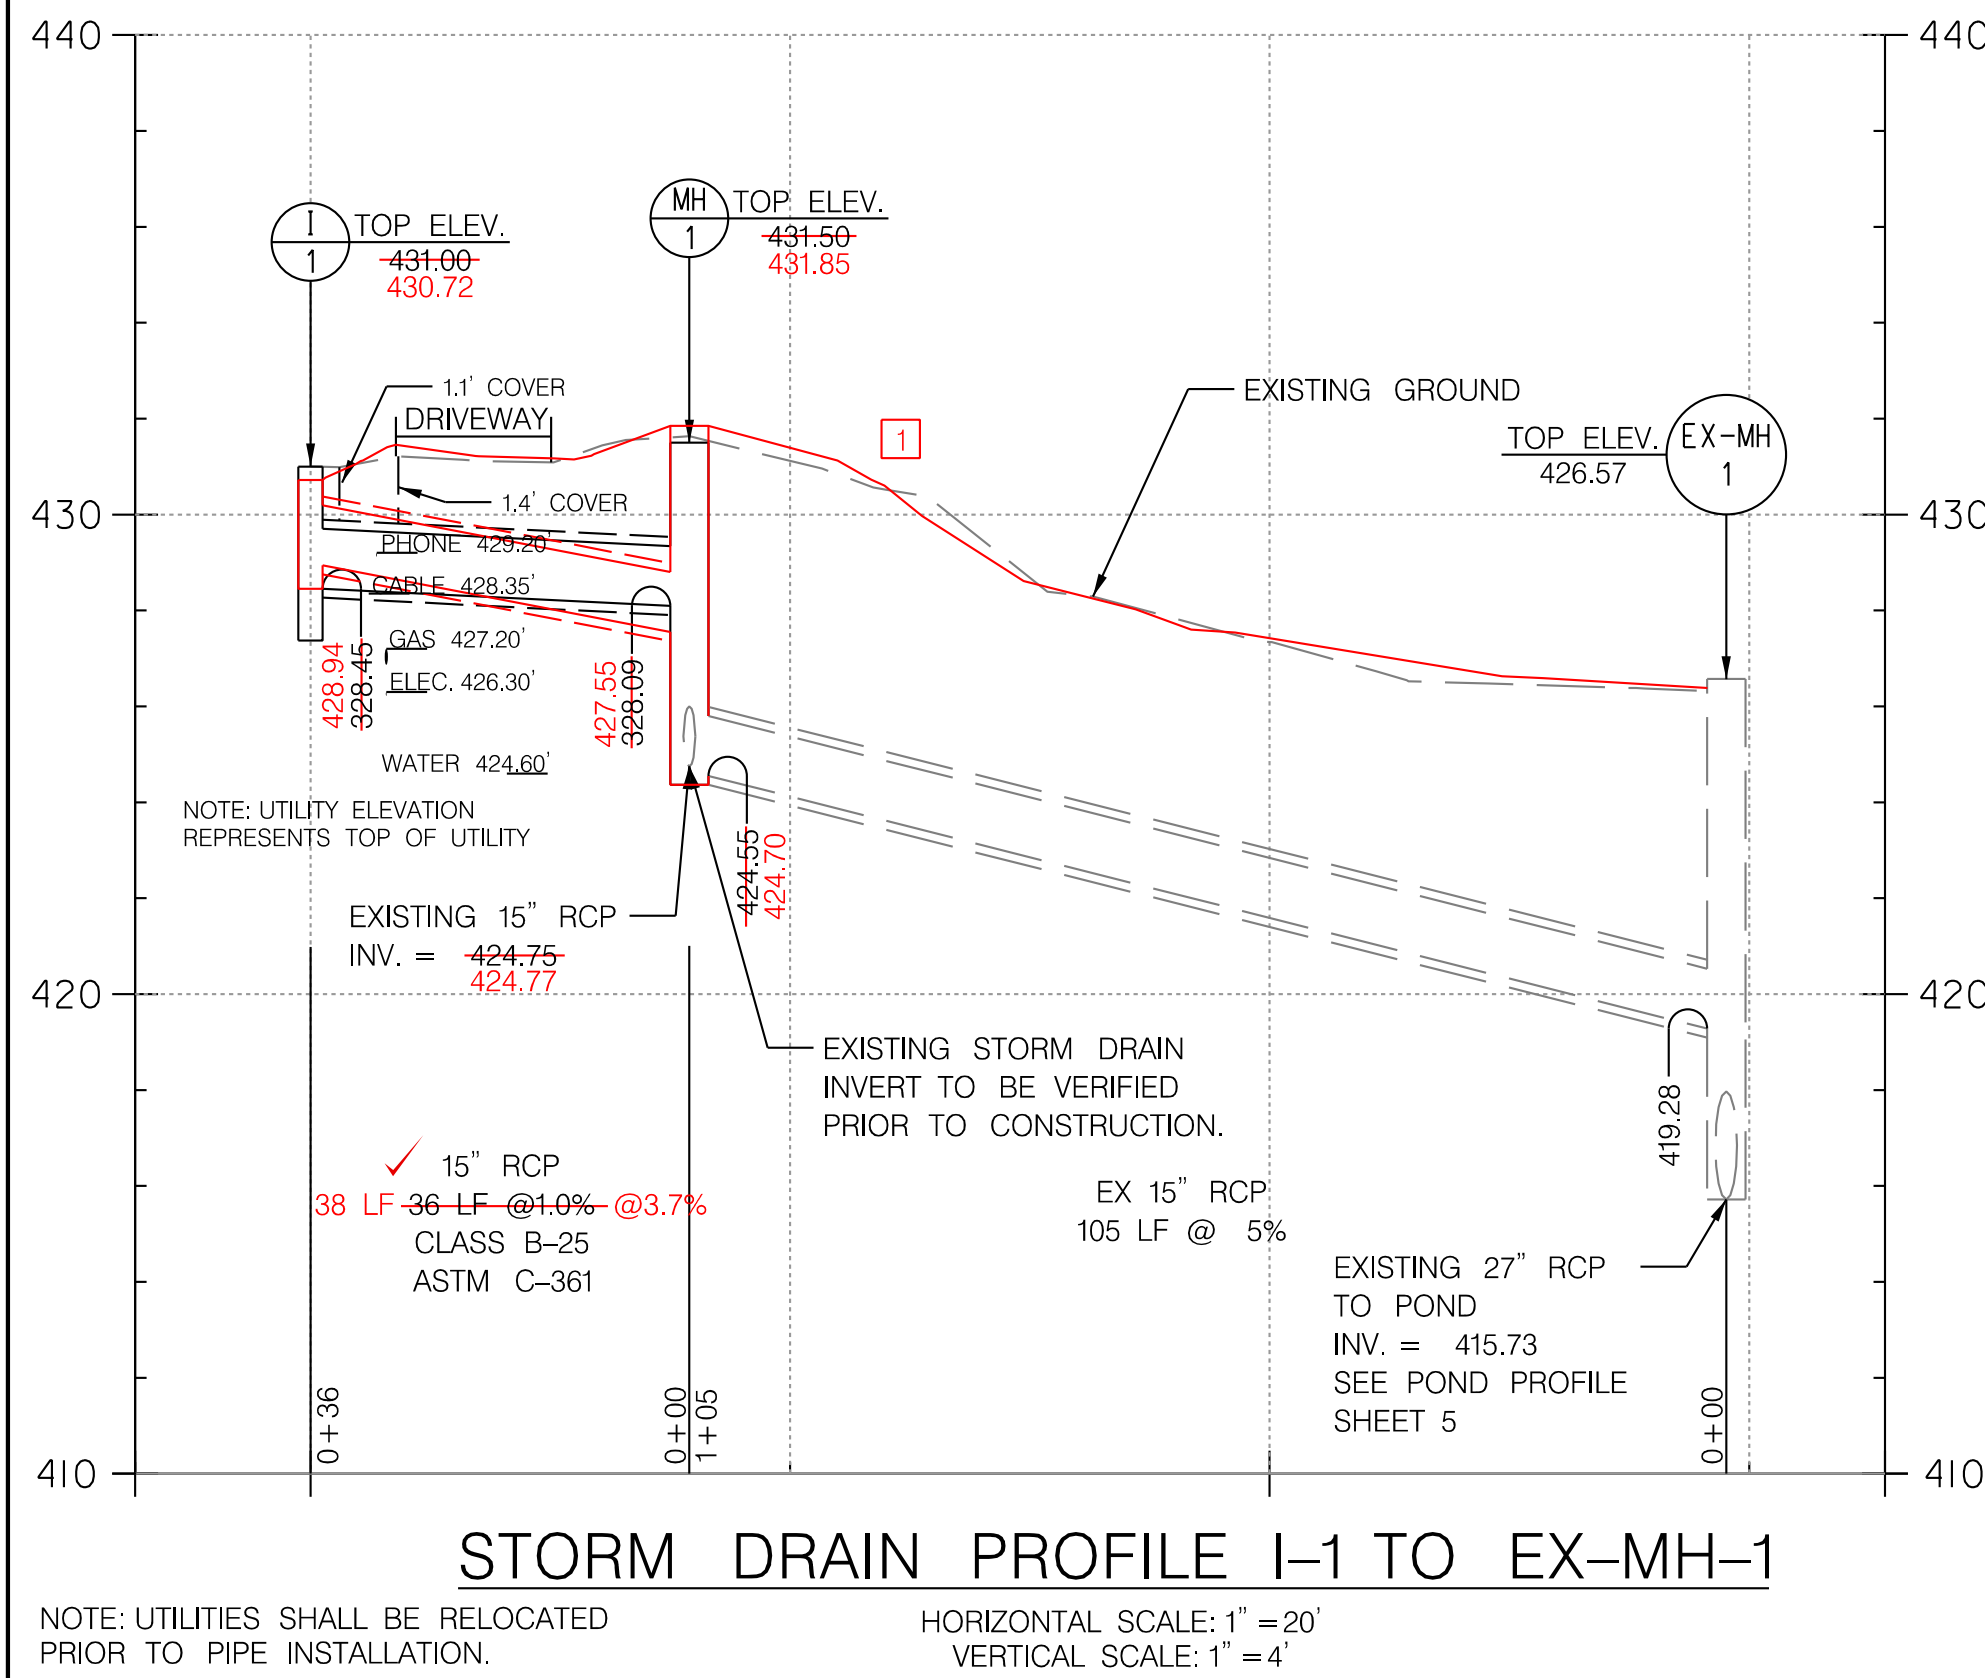 440
440
I
1
TOP ELEV.
431.00
430.72
MH
1
TOP ELEV.
431.50
431.85
1.1' COVER
DRIVEWAY
1
EXISTING GROUND
TOP ELEV.
426.57
EX-MH
1
1.4' COVER
430
430
PHONE 429.20'
CABLE 428.35'
GAS 427.20'
ELEC. 426.30'
428.94
328.45
427.55
328.09
WATER 424.60'
NOTE: UTILITY ELEVATION
REPRESENTS TOP OF UTILITY
424.55
424.70
EXISTING 15" RCP
INV. = 424.75
424.77
420
420
EXISTING STORM DRAIN
INVERT TO BE VERIFIED
PRIOR TO CONSTRUCTION.
419.28
15" RCP
38 LF 36 LF @1.0% @3.7%
CLASS B-25
ASTM C-361
EX 15" RCP
105 LF @ 5%
EXISTING 27" RCP
TO POND
INV. = 415.73
SEE POND PROFILE
SHEET 5
0+36
0+00
1+05
0+00
410
410
STORM DRAIN PROFILE I-1 TO EX-MH-1
NOTE: UTILITIES SHALL BE RELOCATED
PRIOR TO PIPE INSTALLATION.
HORIZONTAL SCALE: 1" = 20'
VERTICAL SCALE: 1" = 4'